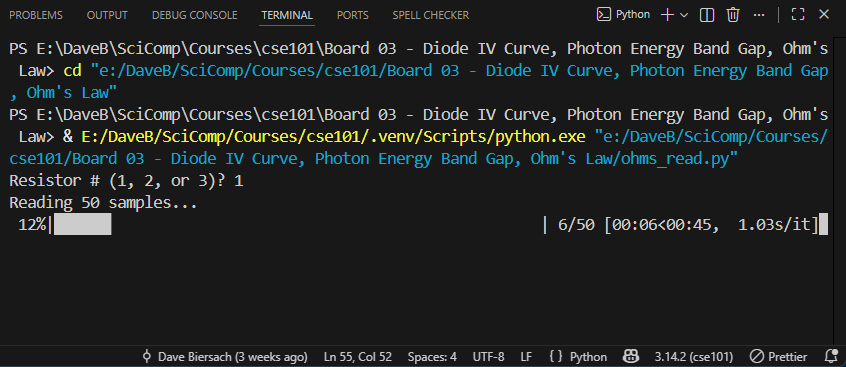 PROBLEMS OUTPUT DEBUG CONSOLE TERMINAL PORTS SPELL CHECKER Python
PS E:\DaveB\SciComp\Courses\cse101\Board 03 - Diode IV Curve, Photon Energy Band Gap, Ohm's
Law> cd "e:/DaveB/SciComp/Courses/cse101/Board 03 - Diode IV Curve, Photon Energy Band Gap
, Ohm's Law"
PS E:\DaveB\SciComp\Courses\cse101\Board 03 - Diode IV Curve, Photon Energy Band Gap, Ohm's
Law> & E:/DaveB/SciComp/Courses/cse101/.venv/Scripts/python.exe "e:/DaveB/SciComp/Courses/
cse101/Board 03 - Diode IV Curve, Photon Energy Band Gap, Ohm's Law/ohms_read.py"
Resistor # (1, 2, or 3)? 1
Reading 50 samples...
12%| | 6/50 [00:06<00:45, 1.03s/it]
Dave Biersach (3 weeks ago) Ln 55, Col 52 Spaces: 4 UTF-8 LF { } Python 3.14.2 (cse101) Prettier